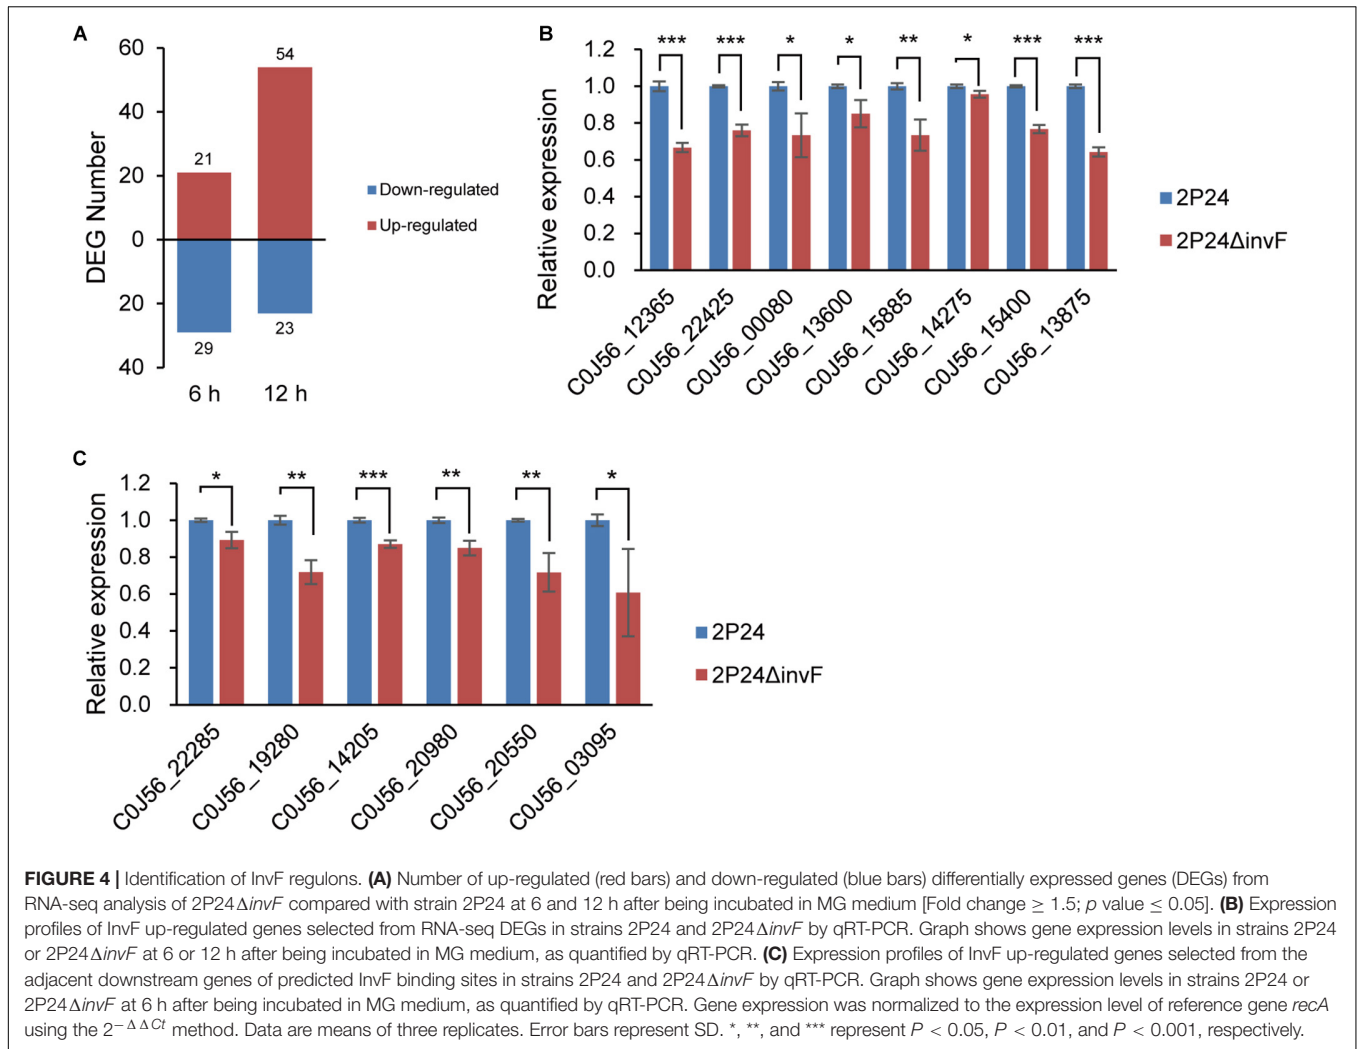 A
60
40
20
0
20
40
DEG Number
21
54
29
23
6 h
12 h
Down-regulated
Up-regulated
B
1.2
1.0
0.8
0.6
0.4
0.2
0.0
Relative expression
*** *** * * ** * *** ***
C0J56_12365
C0J56_22425
C0J56_00080
C0J56_13600
C0J56_15885
C0J56_14275
C0J56_15400
C0J56_13875
2P24
2P24ΔinvF
C
1.2
1.0
0.8
0.6
0.4
0.2
0.0
Relative expression
* ** *** ** ** *
C0J56_22285
C0J56_19280
C0J56_14205
C0J56_20980
C0J56_20550
C0J56_03095
2P24
2P24ΔinvF
FIGURE 4 | Identification of InvF regulons. (A) Number of up-regulated (red bars) and down-regulated (blue bars) differentially expressed genes (DEGs) from
RNA-seq analysis of 2P24ΔinvF compared with strain 2P24 at 6 and 12 h after being incubated in MG medium [Fold change ≥ 1.5; p value ≤ 0.05]. (B) Expression
profiles of InvF up-regulated genes selected from RNA-seq DEGs in strains 2P24 and 2P24ΔinvF by qRT-PCR. Graph shows gene expression levels in strains 2P24
or 2P24ΔinvF at 6 or 12 h after being incubated in MG medium, as quantified by qRT-PCR. (C) Expression profiles of InvF up-regulated genes selected from the
adjacent downstream genes of predicted InvF binding sites in strains 2P24 and 2P24ΔinvF by qRT-PCR. Graph shows gene expression levels in strains 2P24 or
2P24ΔinvF at 6 h after being incubated in MG medium, as quantified by qRT-PCR. Gene expression was normalized to the expression level of reference gene recA
using the 2−ΔΔCt method. Data are means of three replicates. Error bars represent SD. *, **, and *** represent P < 0.05, P < 0.01, and P < 0.001, respectively.